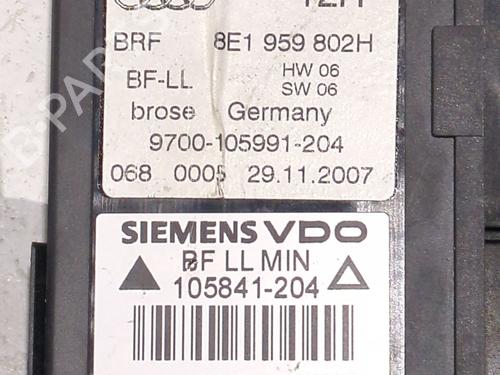 BRF 8E1 959 802H
BF-LL HW 06
SW 06
brose Germany
9700-105991-204
068 0005 29.11.2007
SIEMENS VDO
BF LL MIN
105841-204
B-PARTS